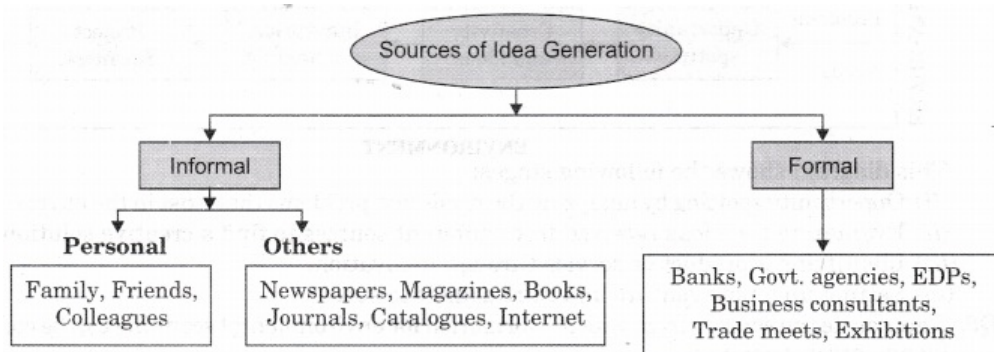 Sources of Idea Generation
Informal
Formal
Personal
Others
Family, Friends,
Colleagues
Newspapers, Magazines, Books,
Journals, Catalogues, Internet
Banks, Govt. agencies, EDPs,
Business consultants,
Trade meets, Exhibitions